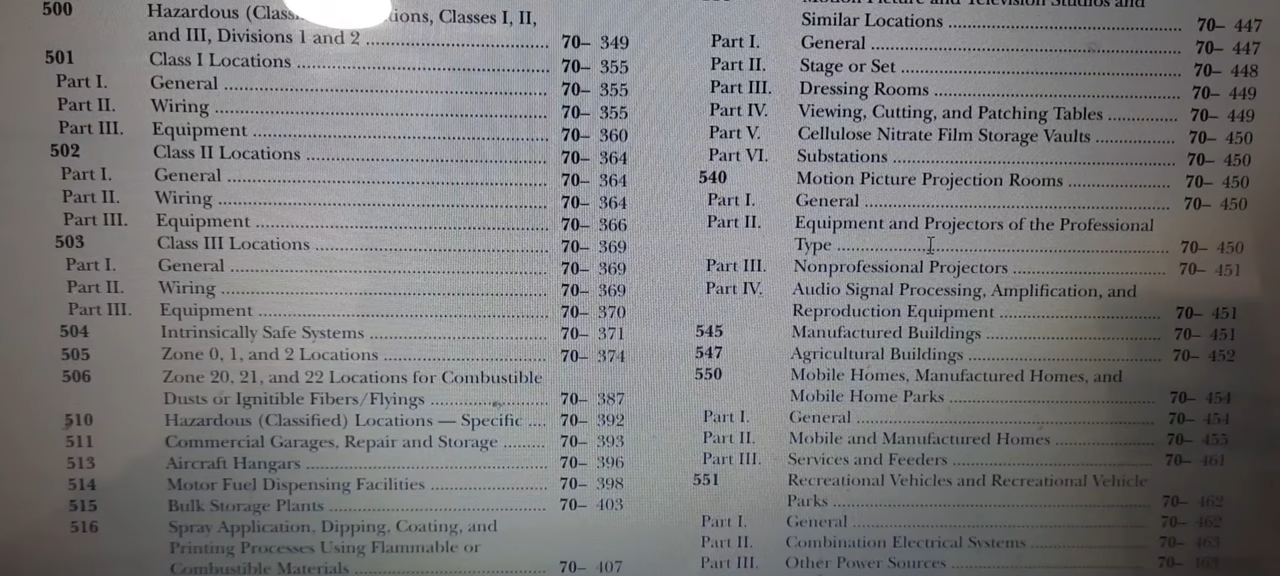 500 Hazardous (Class tions, Classes I, II,
and III, Divisions 1 and 2 ........ 70– 349
501 Class I Locations ........ 70– 355
Part I. General ........ 70– 355
Part II. Wiring ........ 70– 355
Part III. Equipment ........ 70– 360
502 Class II Locations ........ 70– 364
Part I. General ........ 70– 364
Part II. Wiring ........ 70– 364
Part III. Equipment ........ 70– 366
503 Class III Locations ........ 70– 369
Part I. General ........ 70– 369
Part II. Wiring ........ 70– 369
Part III. Equipment ........ 70– 370
504 Intrinsically Safe Systems ........ 70– 371
505 Zone 0, 1, and 2 Locations ........ 70– 374
506 Zone 20, 21, and 22 Locations for Combustible
Dusts or Ignitible Fibers/Flyings ........ 70– 387
510 Hazardous (Classified) Locations — Specific .... 70– 392
511 Commercial Garages, Repair and Storage ........ 70– 393
513 Aircraft Hangars ........ 70– 396
514 Motor Fuel Dispensing Facilities ........ 70– 398
515 Bulk Storage Plants ........ 70– 403
516 Spray Application, Dipping, Coating, and
Printing Processes Using Flammable or
Combustible Materials ........ 70– 407
Motion Picture and Television Studios and
Similar Locations ........ 70– 447
Part I. General ........ 70– 447
Part II. Stage or Set ........ 70– 448
Part III. Dressing Rooms ........ 70– 449
Part IV. Viewing, Cutting, and Patching Tables ........ 70– 449
Part V. Cellulose Nitrate Film Storage Vaults ........ 70– 450
Part VI. Substations ........ 70– 450
540 Motion Picture Projection Rooms ........ 70– 450
Part I. General ........ 70– 450
Part II. Equipment and Projectors of the Professional
Type ........ 70– 450
Part III. Nonprofessional Projectors ........ 70– 451
Part IV. Audio Signal Processing, Amplification, and
Reproduction Equipment ........ 70– 451
545 Manufactured Buildings ........ 70– 451
547 Agricultural Buildings ........ 70– 452
550 Mobile Homes, Manufactured Homes, and
Mobile Home Parks ........ 70– 454
Part I. General ........ 70– 454
Part II. Mobile and Manufactured Homes ........ 70– 455
Part III. Services and Feeders ........ 70– 461
551 Recreational Vehicles and Recreational Vehicle
Parks ........ 70– 462
Part I. General ........ 70– 462
Part II. Combination Electrical Systems ........ 70– 463
Part III. Other Power Sources ........ 70– 463